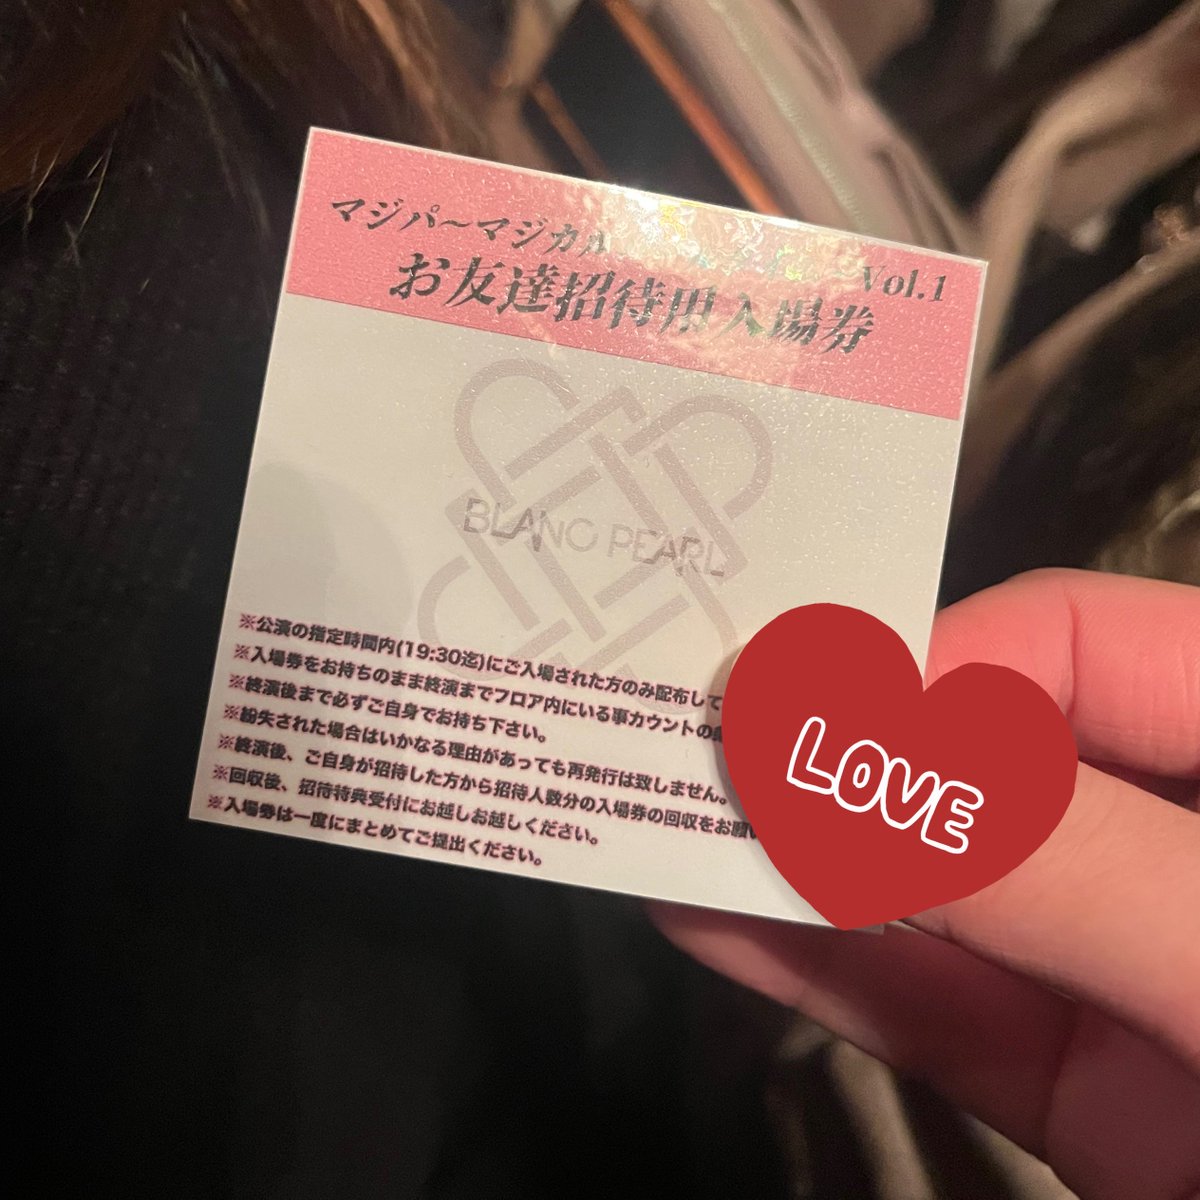 マジパ〜マジカル
Vol.1
お友達招待用入場券
BLANC PEARL
※公演の指定時間内(19:30迄)にご入場された方のみ配布して
※入場券をお持ちのまま終演までフロア内にいる事カウントの
※終演後まで必ずご自身でお持ち下さい。
※紛失された場合はいかなる理由があっても再発行は致しません。
※終演後、ご自身が招待した方から招待人数分の入場券の回収をお願い
※回収後、招待特典受付にお越しお越しください。
※入場券は一度にまとめてご提出ください。
LOVE